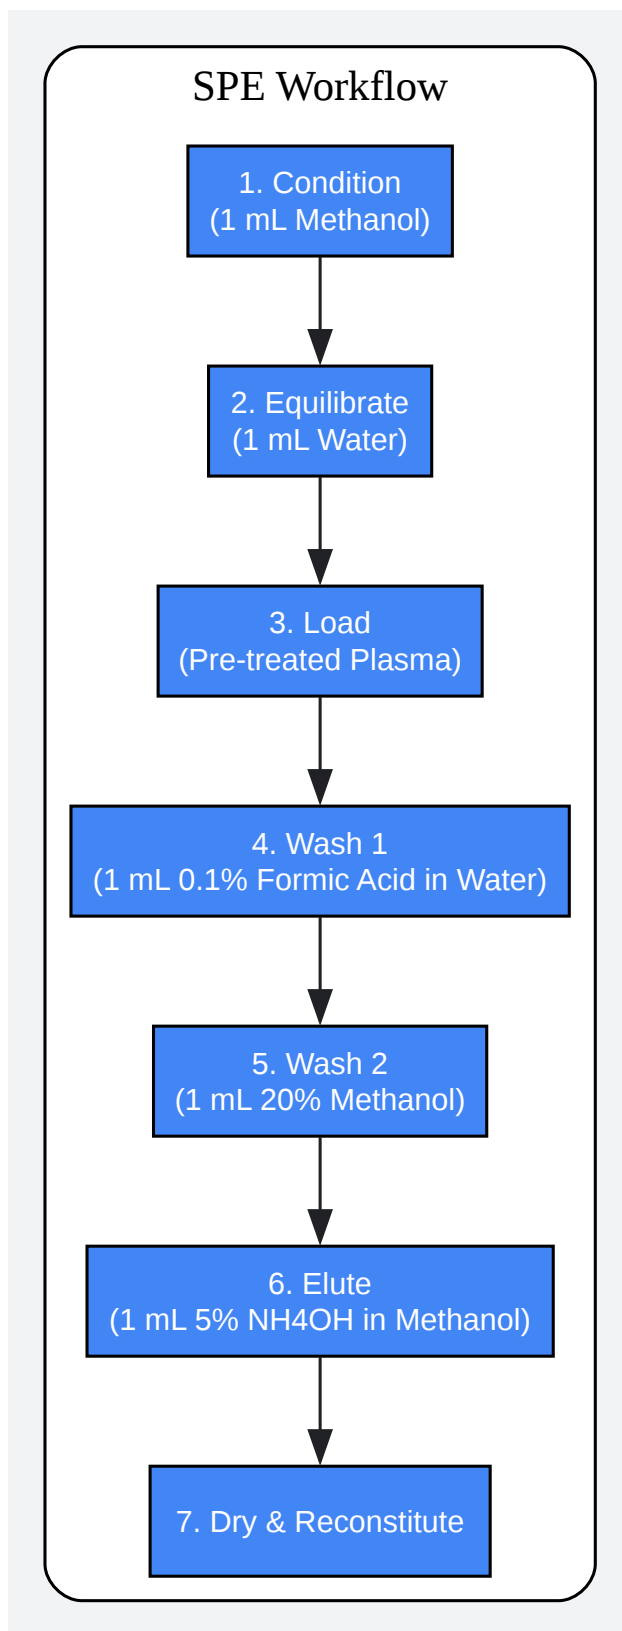 SPE Workflow
1. Condition
(1 mL Methanol)
2. Equilibrate
(1 mL Water)
3. Load
(Pre-treated Plasma)
4. Wash 1
(1 mL 0.1% Formic Acid in Water)
5. Wash 2
(1 mL 20% Methanol)
6. Elute
(1 mL 5% NH4OH in Methanol)
7. Dry & Reconstitute